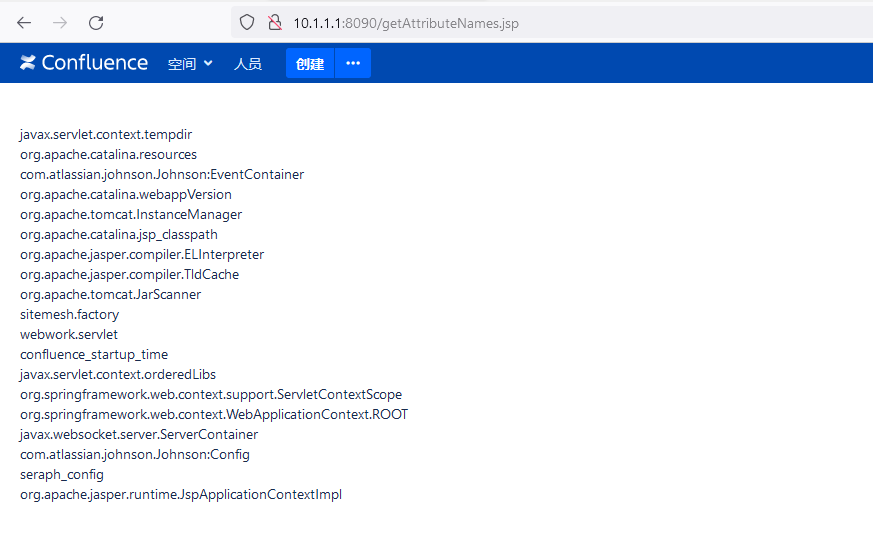 10.1.1.1:8090/getAttributeNames.jsp
Confluence 空间 人员 创建 ···
javax.servlet.context.tempdir
org.apache.catalina.resources
com.atlassian.johnson.Johnson:EventContainer
org.apache.catalina.webappVersion
org.apache.tomcat.InstanceManager
org.apache.catalina.jsp_classpath
org.apache.jasper.compiler.ELInterpreter
org.apache.jasper.compiler.TldCache
org.apache.tomcat.JarScanner
sitemesh.factory
webwork.servlet
confluence_startup_time
javax.servlet.context.orderedLibs
org.springframework.web.context.support.ServletContextScope
org.springframework.web.context.WebApplicationContext.ROOT
javax.websocket.server.ServerContainer
com.atlassian.johnson.Johnson:Config
seraph_config
org.apache.jasper.runtime.JspApplicationContextImpl